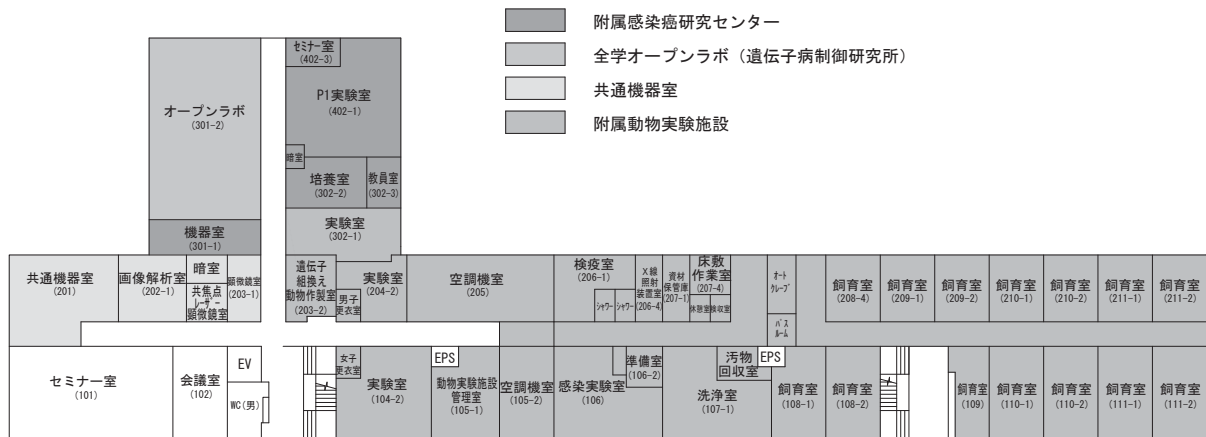 附属感染癌研究センター
全学オープンラボ（遺伝子病制御研究所）
共通機器室
附属動物実験施設
オープンラボ
(301-2)
機器室
(301-1)
セミナー室
(402-3)
P1実験室
(402-1)
暗室
培養室
(302-2)
教員室
(302-3)
実験室
(302-1)
共通機器室
(201)
画像解析室
(202-1)
暗室
共焦点
レーザー
顕微鏡室
顕微鏡室
(203-1)
遺伝子
組換え
動物作製室
(203-2)
実験室
(204-2)
男子
更衣室
空調機室
(205)
検疫室
(206-1)
シャワー
シャワー
X線
照射
装置室
(206-4)
資材
保管庫
(207-1)
床敷
作業室
(207-4)
休憩室
検収室
オート
クレーブ
パス
ルーム
飼育室
(208-4)
飼育室
(209-1)
飼育室
(209-2)
飼育室
(210-1)
飼育室
(210-2)
飼育室
(211-1)
飼育室
(211-2)
セミナー室
(101)
会議室
(102)
EV
WC(男)
女子
更衣室
実験室
(104-2)
EPS
動物実験施設
管理室
(105-1)
空調機室
(105-2)
感染実験室
(106)
準備室
(106-2)
汚物
回収室
EPS
洗浄室
(107-1)
飼育室
(108-1)
飼育室
(108-2)
飼育室
(109)
飼育室
(110-1)
飼育室
(110-2)
飼育室
(111-1)
飼育室
(111-2)